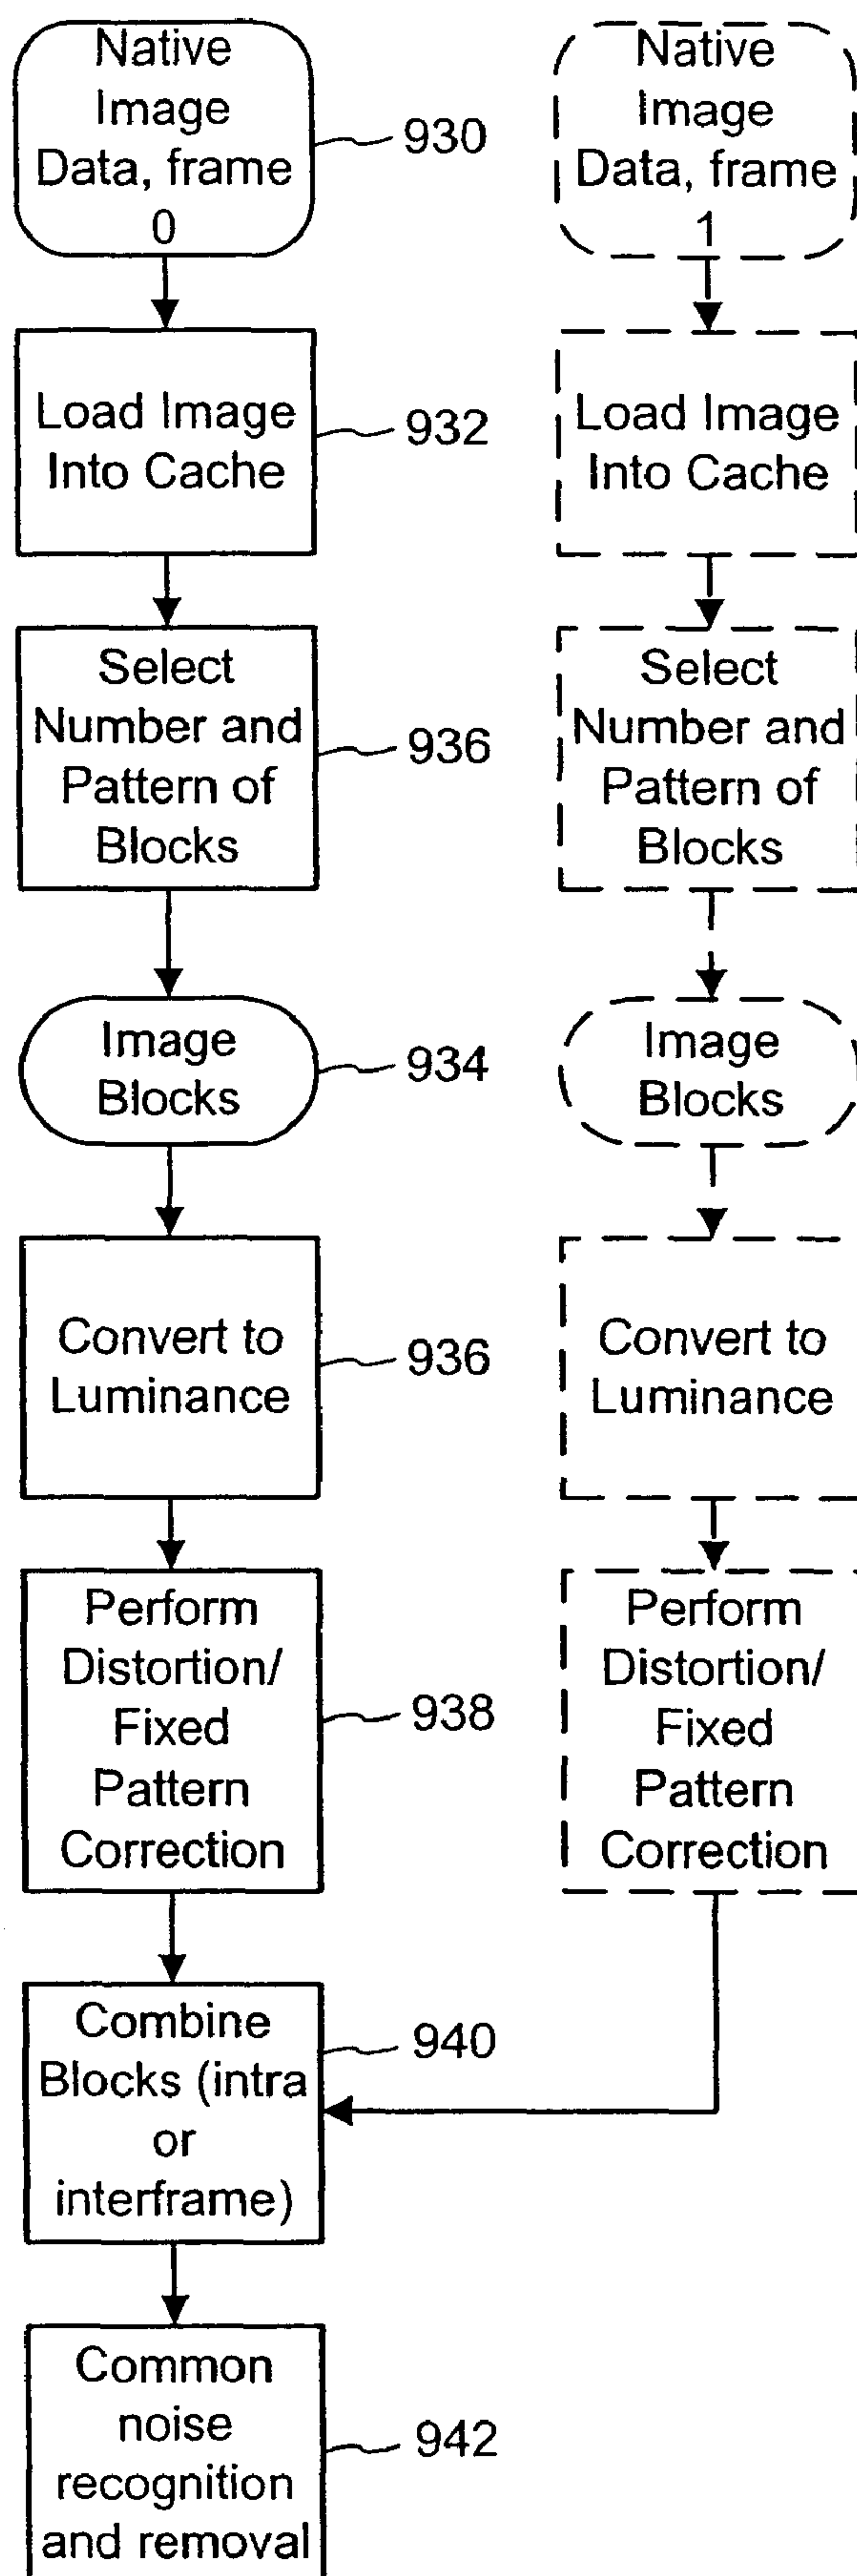 Native
Image
Data, frame
0
930
Load Image
Into Cache
932
Select
Number and
Pattern of
Blocks
936
Image
Blocks
934
Convert to
Luminance
936
Perform
Distortion/
Fixed
Pattern
Correction
938
Combine
Blocks (intra
or
interframe)
940
Common
noise
recognition
and removal
942
Native
Image
Data, frame
1
Load Image
Into Cache
Select
Number and
Pattern of
Blocks
Image
Blocks
Convert to
Luminance
Perform
Distortion/
Fixed
Pattern
Correction